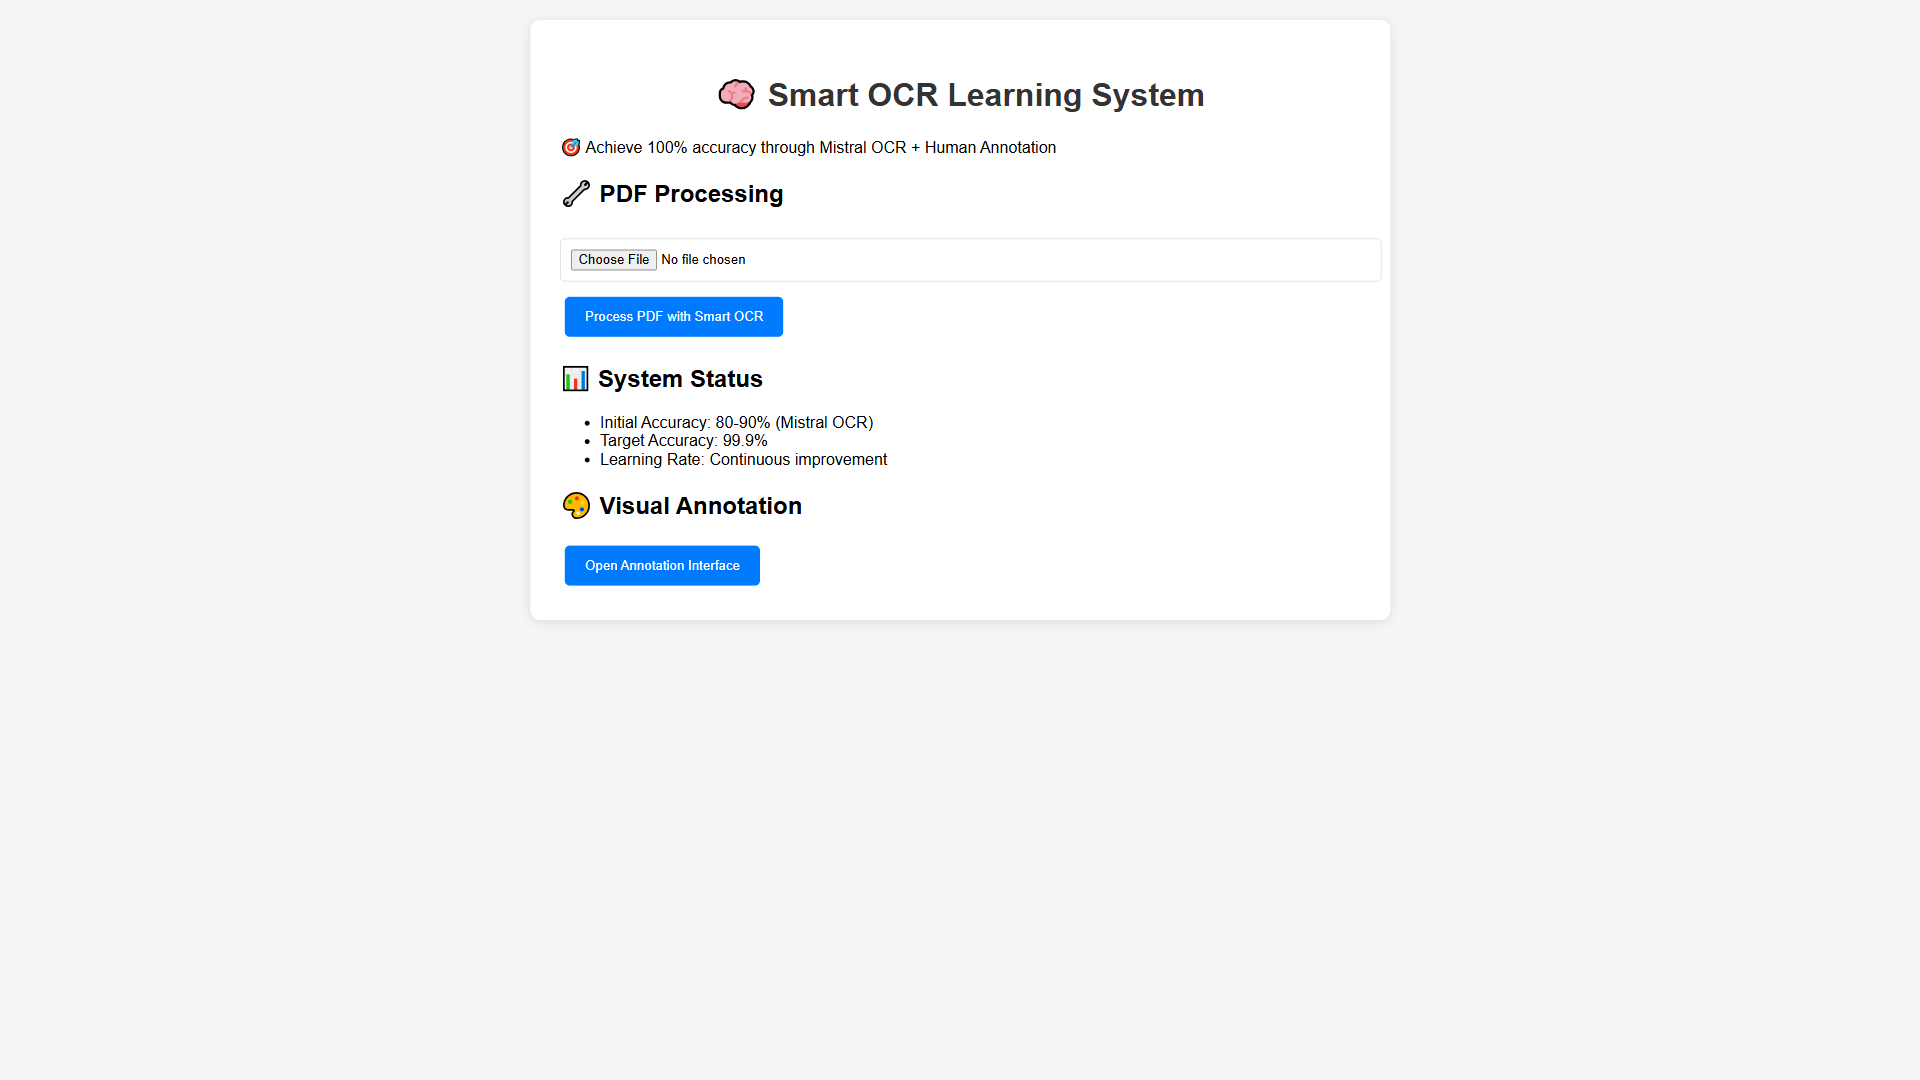 🧠 Smart OCR Learning System
🎯 Achieve 100% accuracy through Mistral OCR + Human Annotation
🔧 PDF Processing
Choose File No file chosen
Process PDF with Smart OCR
📊 System Status
• Initial Accuracy: 80-90% (Mistral OCR)
• Target Accuracy: 99.9%
• Learning Rate: Continuous improvement
🎨 Visual Annotation
Open Annotation Interface